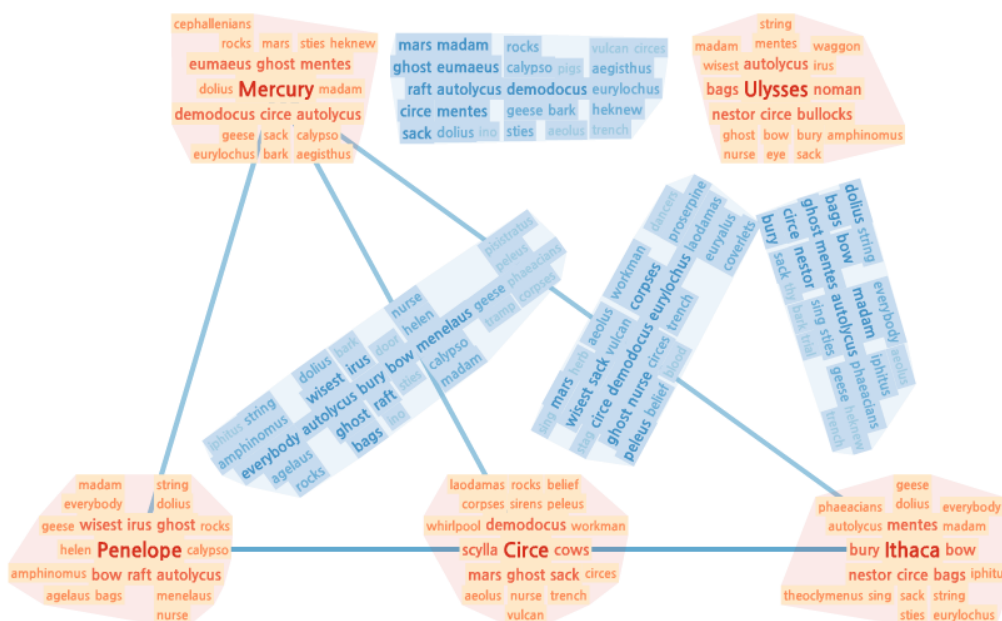 cephallenians
rocks mars sties heknew
eumaeus ghost mentes
dolius Mercury madam
demodocus circe autolycus
geese sack calypso
eurylochus bark aegisthus
mars madam rocks vulcan circes
ghost eumaeus calypso pigs aegisthus
raft autolycus demodocus eurylochus
circe mentes geese bark heknew
sack dolius ino sties aeolus trench
string
madam mentes waggon
wisest autolycus irus
bags Ulysses noman
nestor circe bullocks
ghost bow bury amphinomus
nurse eye sack
pisistratus
nurse peleus
dolius bark helen phaeacians
iphitus string wisest irus door menelaus geese corpses
amphinomus autolycus bury bow tramp
everybody raft sties calypso
agelaus ghost ino madam
rocks bags
dancers proserpine
workman corpses laodamas
aeolus vulcan eurylochus euryalus
herb sack demodocus coverlets
mars wisest circe circes trench
sing nurse blood
stag ghost belief
peleus
dolius string everybody aeolus
bags bow madam iphitus
ghost mentes autolycus phaeacians
circe nestor sing sties geese heknew
bury sack thy bark trial trench
madam string
everybody dolius
geese wisest irus ghost rocks
helen Penelope calypso
amphinomus bow raft autolycus
agelaus bags menelaus
nurse
laodamas rocks belief
corpses sirens peleus
whirlpool demodocus workman
scylla Circe cows
mars ghost sack circes
aeolus nurse trench
vulcan
geese
phaeacians dolius everybody
autolycus mentes madam
bury Ithaca bow
nestor circe bags iphitu
theoclymenus sing sack string
sties eurylochus